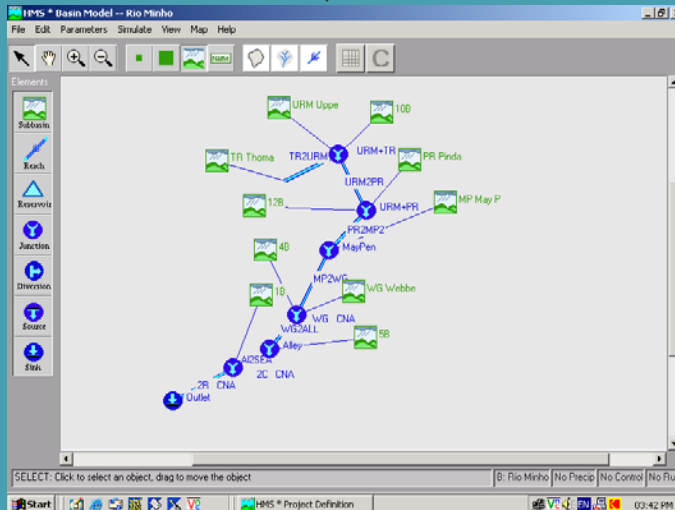 HMS * Basin Model -- Rio Minho
File Edit Parameters Simulate View Map Help
Elements
Subbasin
Reach
Reservoir
Junction
Diversion
Source
Sink
URM Uppe
10B
TR Thoma
TR2URM
URM+TR
PR Pinda
URM2PR
12B
URM+PR
MP May P
PR2MP2
4B
MayPen
MP2WG
1B
WG Webbe
WG CNA
WG2ALL
5B
Alley
Al2SEA
2C CNA
2B CNA
Outlet
SELECT: Click to select an object, drag to move the object
B: Rio Minho
No Precip
No Control
Start
HMS * Project Definition
EN
03:42 PM